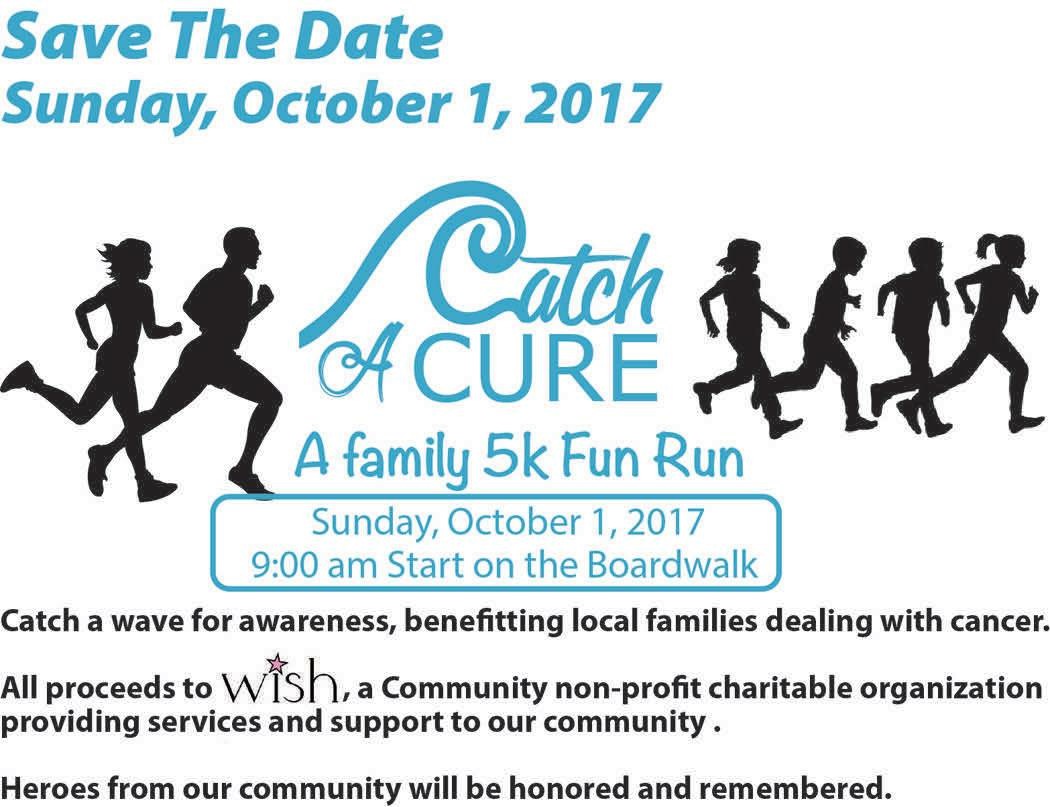 Save The Date
Sunday, October 1, 2017
Catch
A CURE
A family 5k Fun Run
Sunday, October 1, 2017
9:00 am Start on the Boardwalk
Catch a wave for awareness, benefitting local families dealing with cancer.
All proceeds to wish, a Community non-profit charitable organization
providing services and support to our community .
Heroes from our community will be honored and remembered.